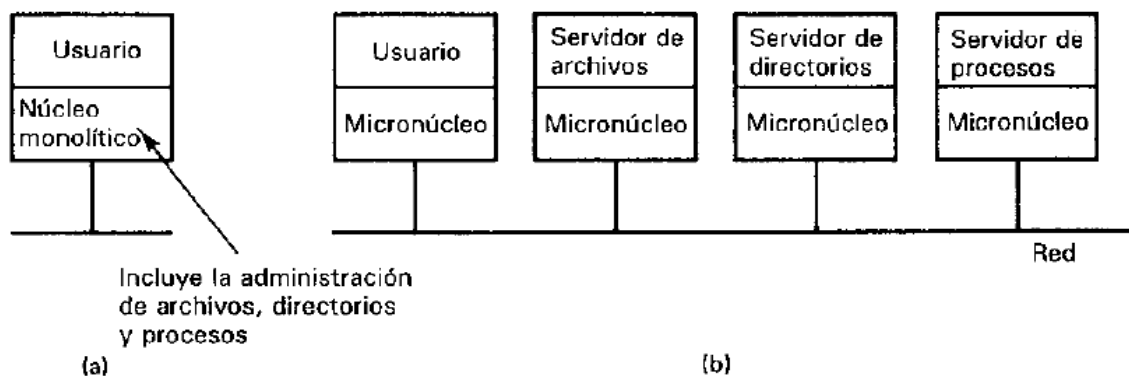 Usuario
Núcleo
monolítico
Incluye la administración
de archivos, directorios
y procesos
(a)
Usuario
Micronúcleo
Servidor de
archivos
Micronúcleo
Servidor de
directorios
Micronúcleo
Servidor de
procesos
Micronúcleo
Red
(b)